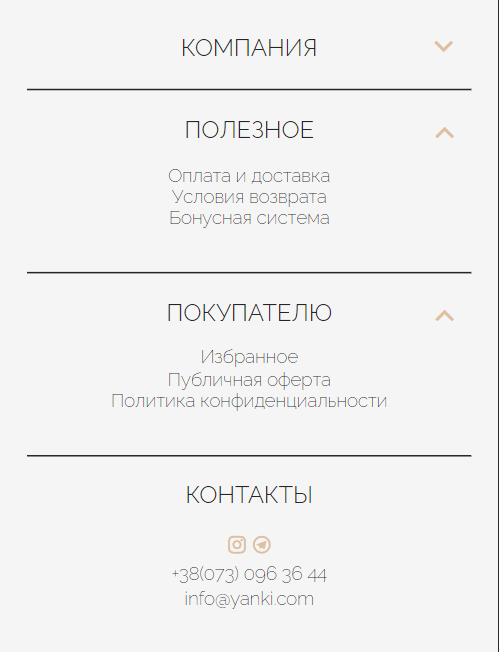 КОМПАНИЯ
ПОЛЕЗНОЕ
Оплата и доставка
Условия возврата
Бонусная система
ПОКУПАТЕЛЮ
Избранное
Публичная оферта
Политика конфиденциальности
КОНТАКТЫ
+38(073) 096 36 44
info@yanki.com